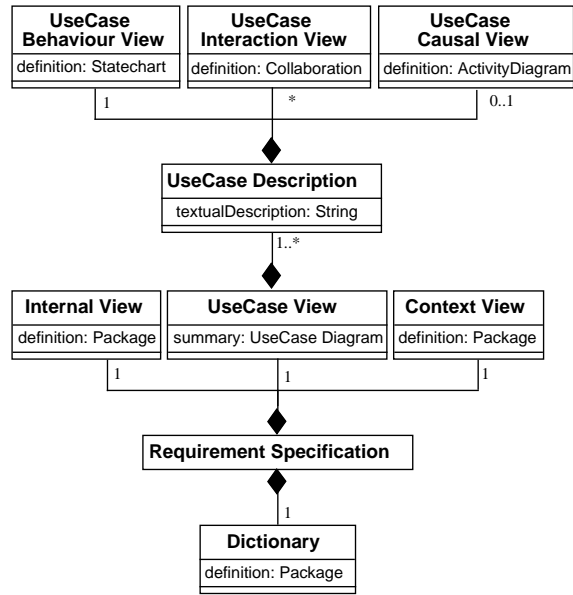 UseCase
Behaviour View
definition: Statechart
UseCase
Interaction View
definition: Collaboration
UseCase
Causal View
definition: ActivityDiagram
1
*
0..1
UseCase Description
textualDescription: String
1..*
Internal View
definition: Package
UseCase View
summary: UseCase Diagram
Context View
definition: Package
1
1
1
Requirement Specification
1
Dictionary
definition: Package